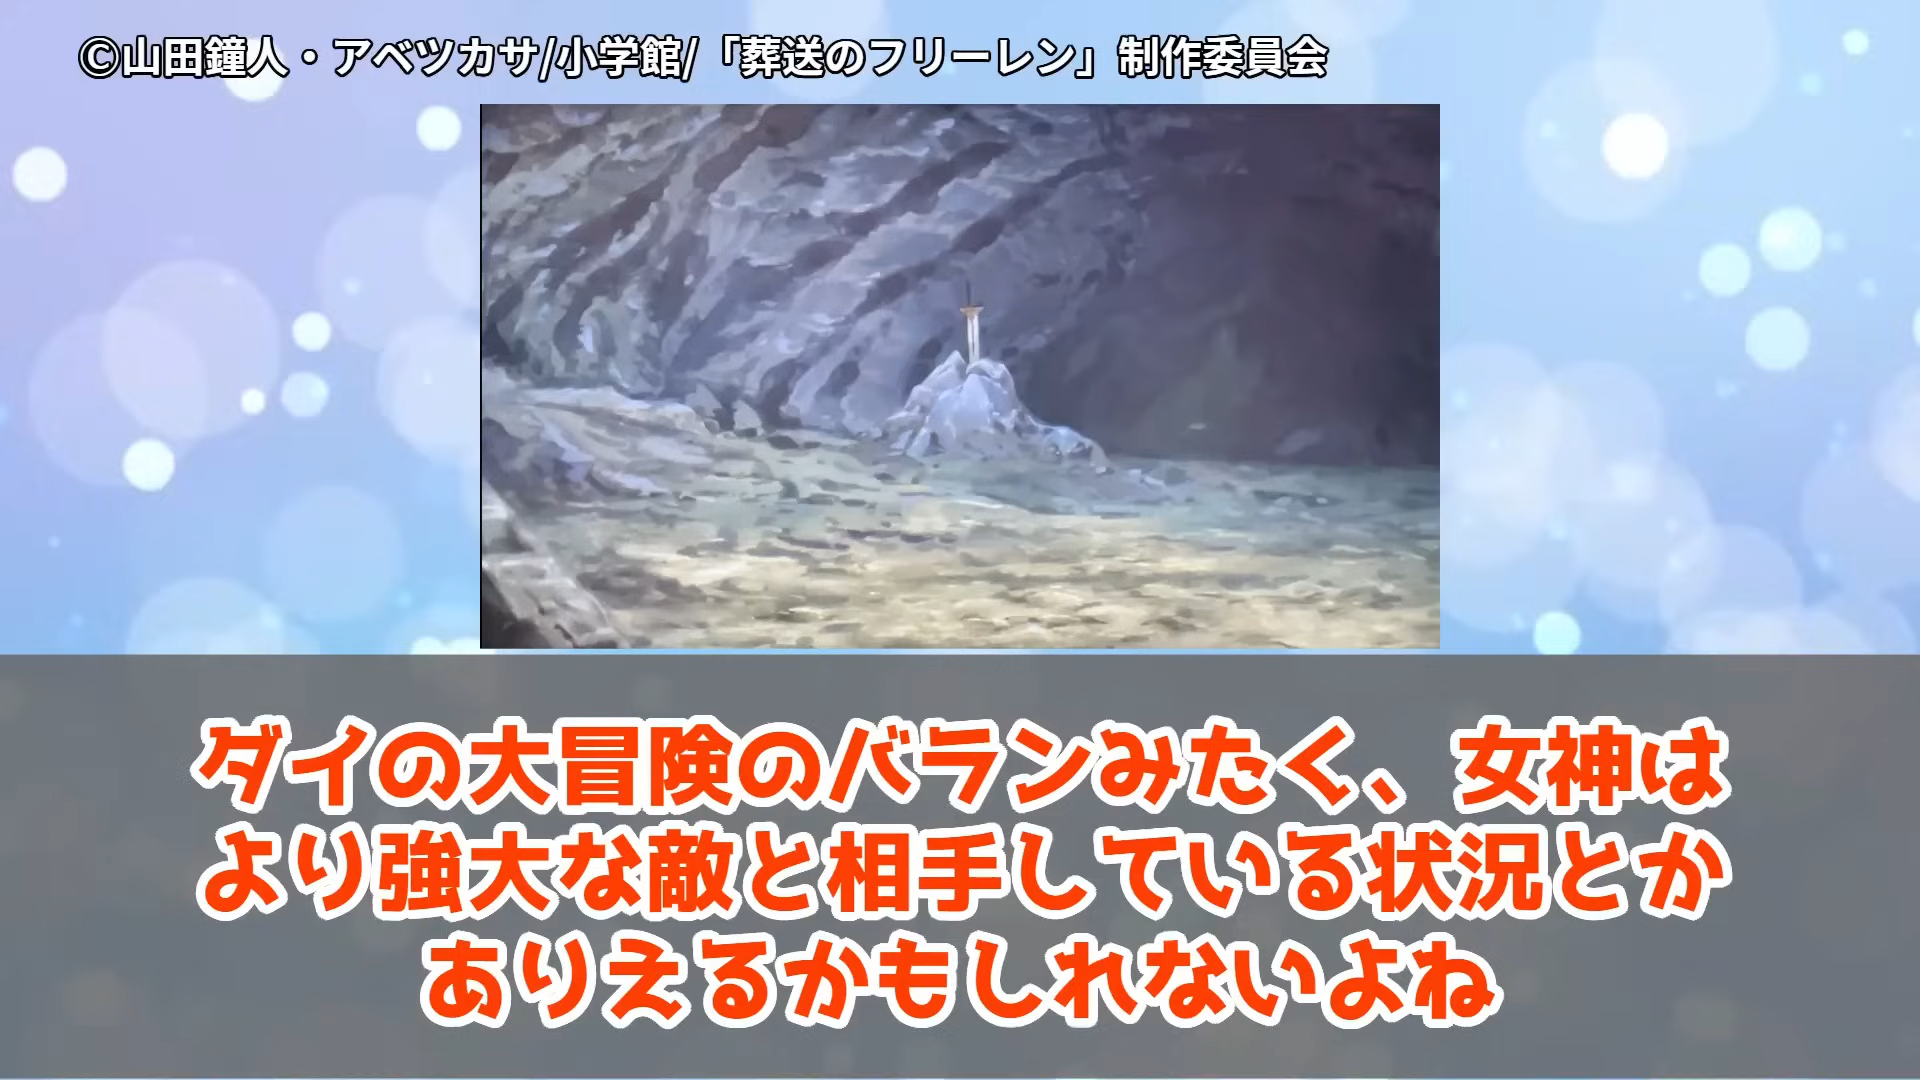 ©山田鐘人・アベツカサ/小学館/「葬送のフリーレン」制作委員会
ダイの大冒険のバランみたく、女神は
より強大な敵と相手している状況とか
ありえるかもしれないよね